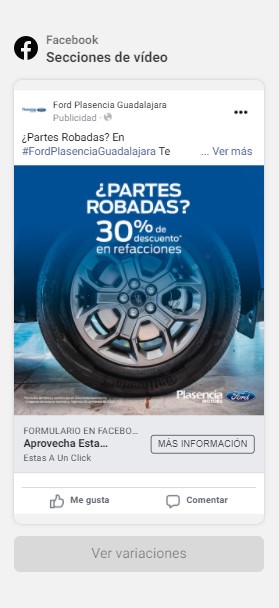 Facebook
Secciones de vídeo
Ford Plasencia Guadalajara
Publicidad ·
¿Partes Robadas? En
#FordPlasenciaGuadalajara Te ... Ver más
¿PARTES
ROBADAS?
30% de
descuento*
en refacciones
Plasencia
Ford
FORMULARIO EN FACEBO...
Aprovecha Esta...
Estas A Un Click
MÁS INFORMACIÓN
Me gusta
Comentar
Ver variaciones